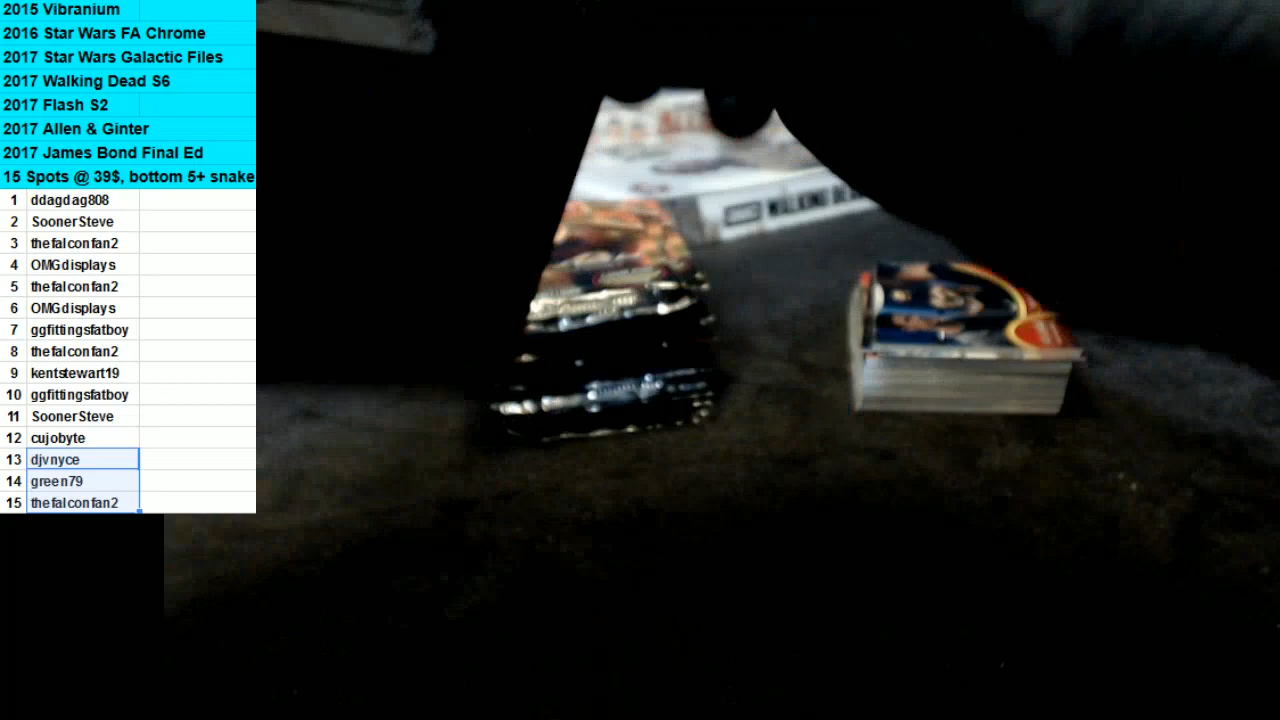 2015 Vibranium
2016 Star Wars FA Chrome
2017 Star Wars Galactic Files
2017 Walking Dead S6
2017 Flash S2
2017 Allen & Ginter
2017 James Bond Final Ed
15 Spots @ 39$, bottom 5+ snake
1 ddagdag808
2 SoonerSteve
3 thefalconfan2
4 OMGdisplays
5 thefalconfan2
6 OMGdisplays
7 ggfittingsfatboy
8 thefalconfan2
9 kentstewart19
10 ggfittingsfatboy
11 SoonerSteve
12 cujobyte
13 djvnyce
14 green79
15 thefalconfan2
WALKING